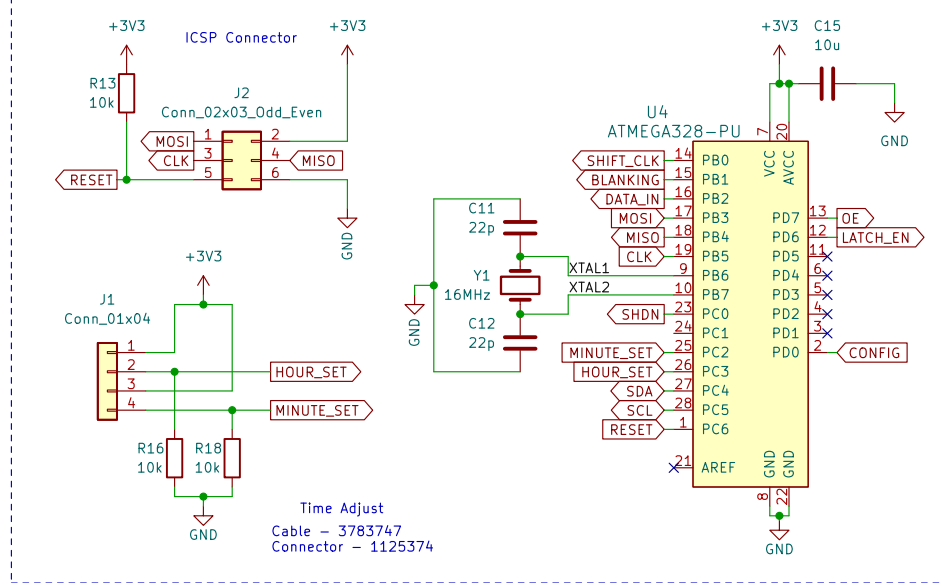 +3V3
ICSP Connector
+3V3
R13
10k
J2
Conn_02x03_Odd_Even
MOSI
1
2
CLK
3
4
MISO
RESET
5
6
GND
+3V3
J1
Conn_01x04
1
2
HOUR_SET
3
4
MINUTE_SET
R16
10k
R18
10k
GND
Time Adjust
Cable – 3783747
Connector – 1125374
C11
22p
Y1
16MHz
C12
22p
GND
XTAL1
XTAL2
+3V3
C15
10u
GND
U4
ATMEGA328-PU
7
20
VCC
AVCC
SHIFT_CLK
14
PB0
BLANKING
15
PB1
DATA_IN
16
PB2
MOSI
17
PB3
PD7
13
OE
MISO
18
PB4
PD6
12
LATCH_EN
CLK
19
PB5
PD5
11
9
PB6
PD4
6
10
PB7
PD3
5
SHDN
23
PC0
PD2
4
24
PC1
PD1
3
MINUTE_SET
25
PC2
PD0
2
CONFIG
HOUR_SET
26
PC3
SDA
27
PC4
SCL
28
PC5
RESET
1
PC6
21
AREF
GND
GND
8
22
GND